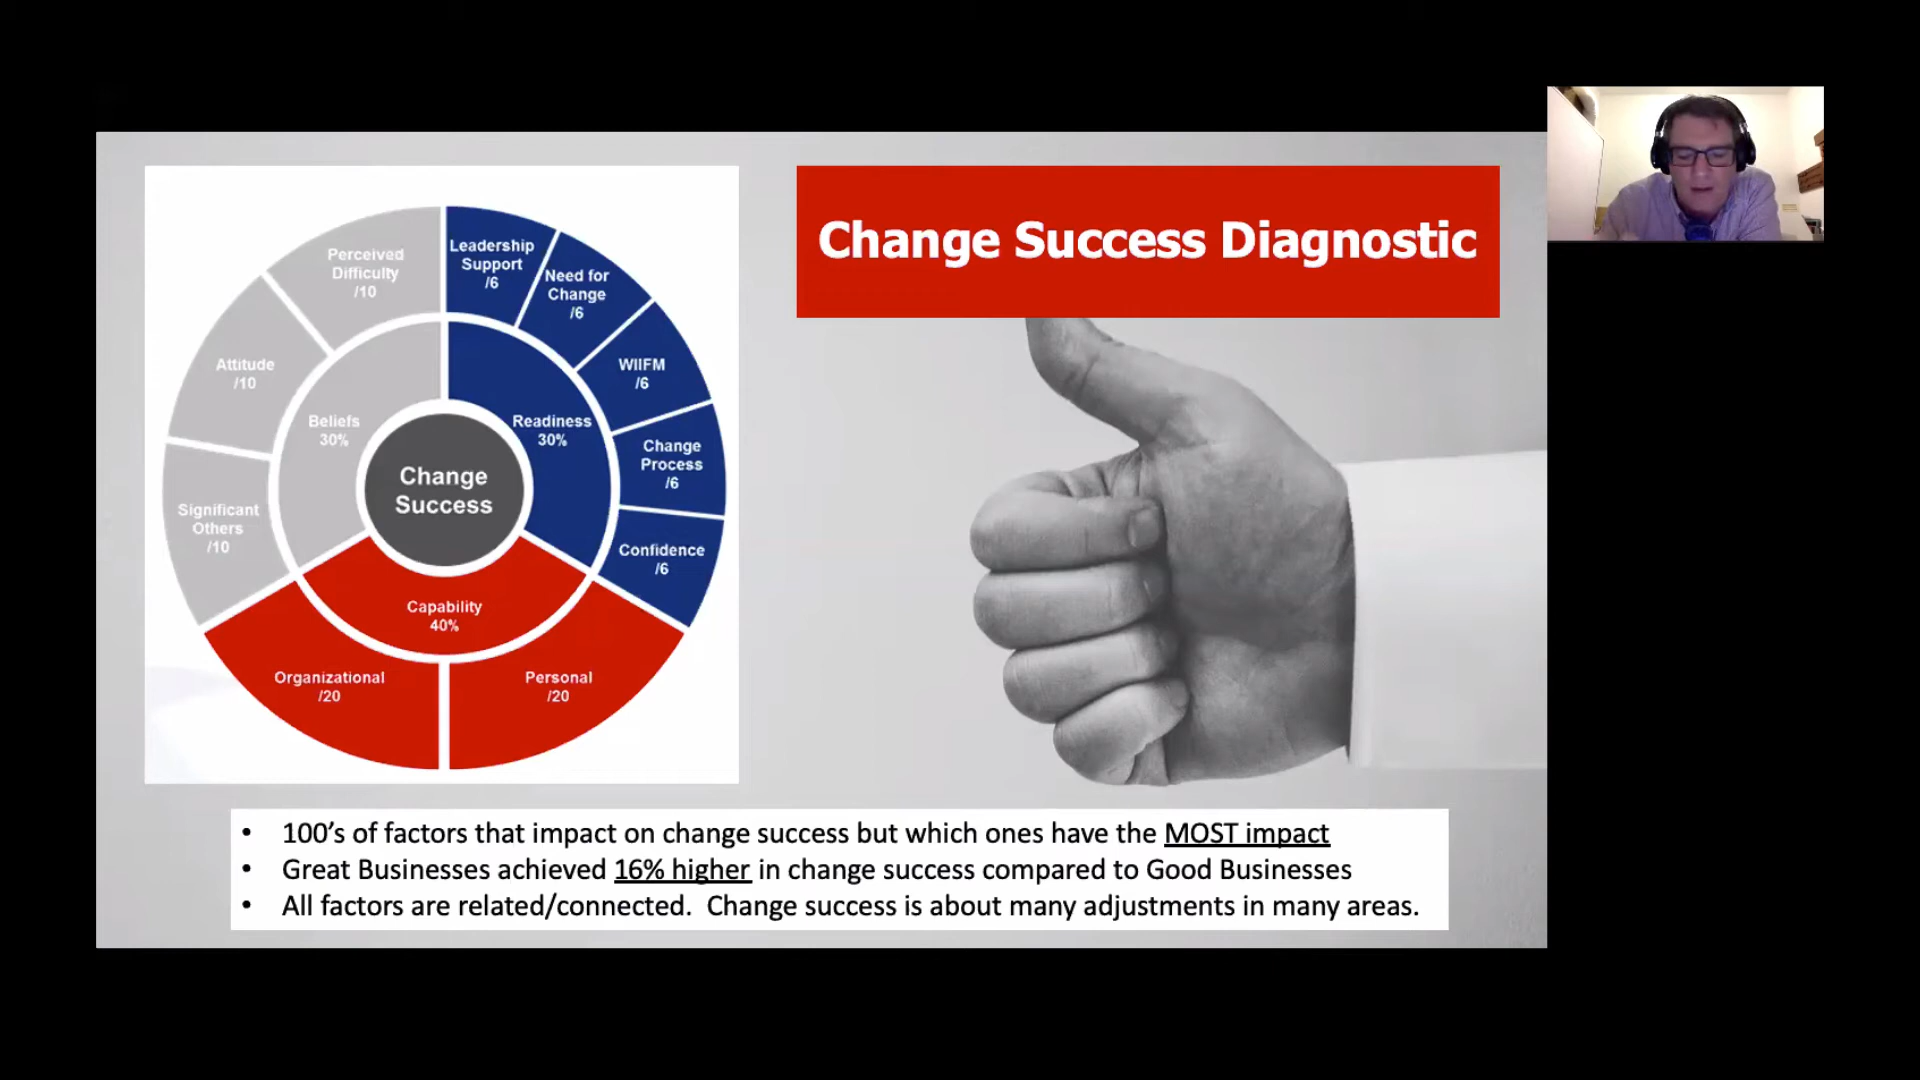 Change Success Diagnostic
Perceived
Difficulty
/10
Leadership
Support
/6
Need for
Change
/6
Attitude
/10
WIIFM
/6
Beliefs
30%
Readiness
30%
Change
Process
/6
Change
Success
Significant
Others
/10
Confidence
/6
Capability
40%
Organizational
/20
Personal
/20
• 100’s of factors that impact on change success but which ones have the MOST impact
• Great Businesses achieved 16% higher in change success compared to Good Businesses
• All factors are related/connected. Change success is about many adjustments in many areas.